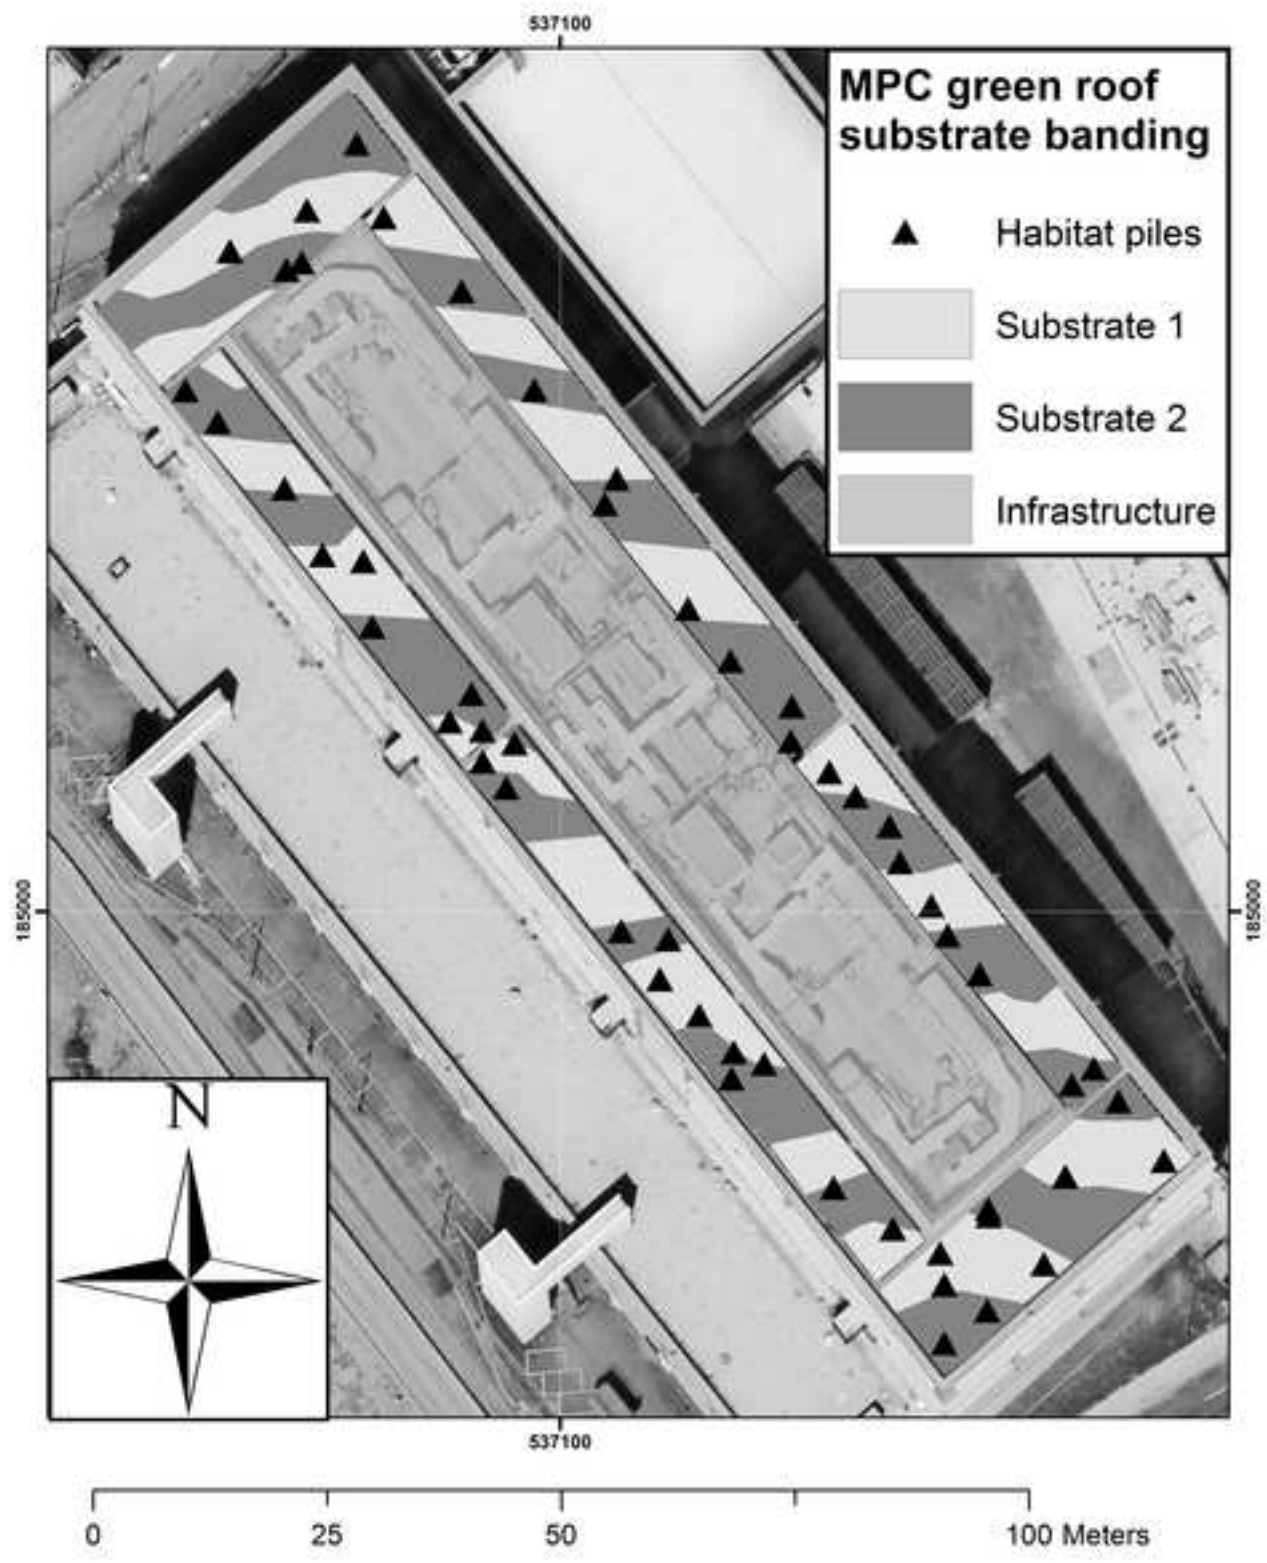 537100
MPC green roof
substrate banding
Habitat piles
Substrate 1
Substrate 2
Infrastructure
185000
185000
N
537100
0
25
50
100 Meters